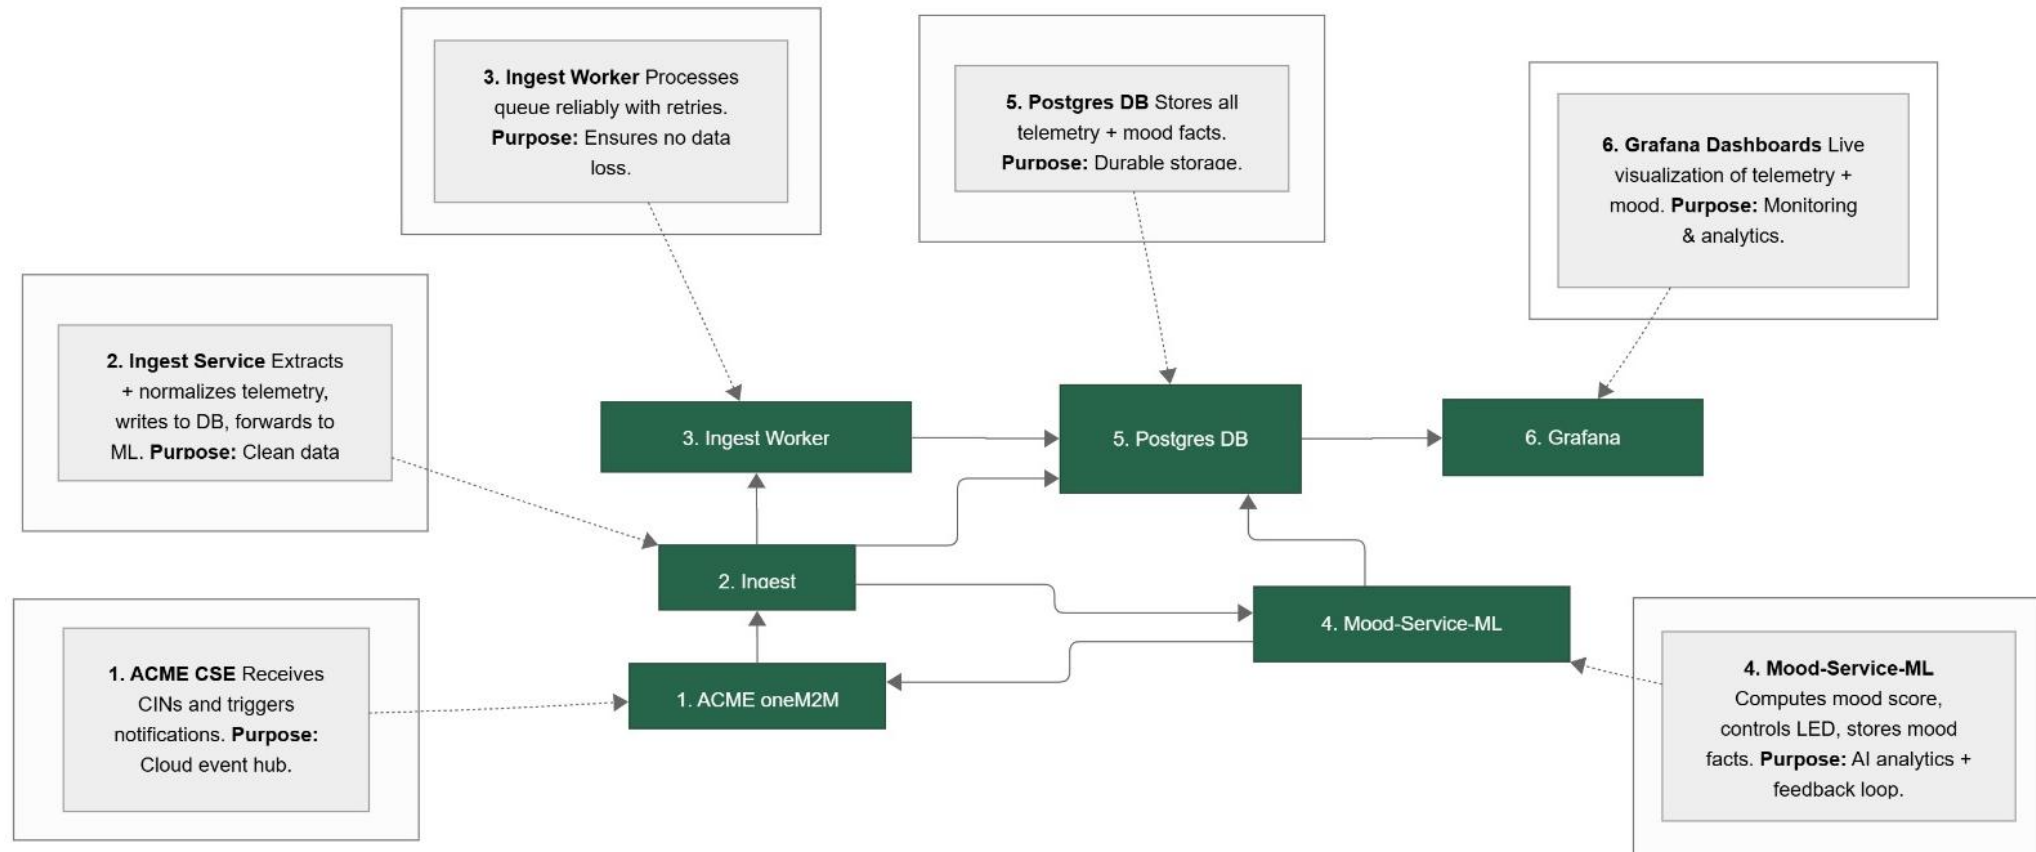 3. Ingest Worker Processes
queue reliably with retries.
Purpose: Ensures no data
loss.
5. Postgres DB Stores all
telemetry + mood facts.
Purpose: Durable storage.
6. Grafana Dashboards Live
visualization of telemetry +
mood. Purpose: Monitoring
& analytics.
2. Ingest Service Extracts
+ normalizes telemetry,
writes to DB, forwards to
ML. Purpose: Clean data
3. Ingest Worker
5. Postgres DB
6. Grafana
2. Ingest
4. Mood-Service-ML
1. ACME oneM2M
1. ACME CSE Receives
CINs and triggers
notifications. Purpose:
Cloud event hub.
4. Mood-Service-ML
Computes mood score,
controls LED, stores mood
facts. Purpose: AI analytics +
feedback loop.